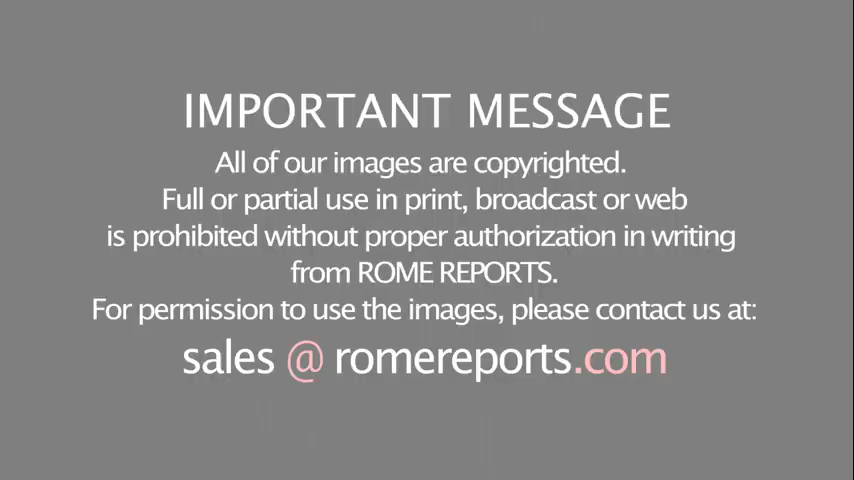 IMPORTANT MESSAGE
All of our images are copyrighted.
Full or partial use in print, broadcast or web
is prohibited without proper authorization in writing
from ROME REPORTS.
For permission to use the images, please contact us at:
sales @ romereports.com